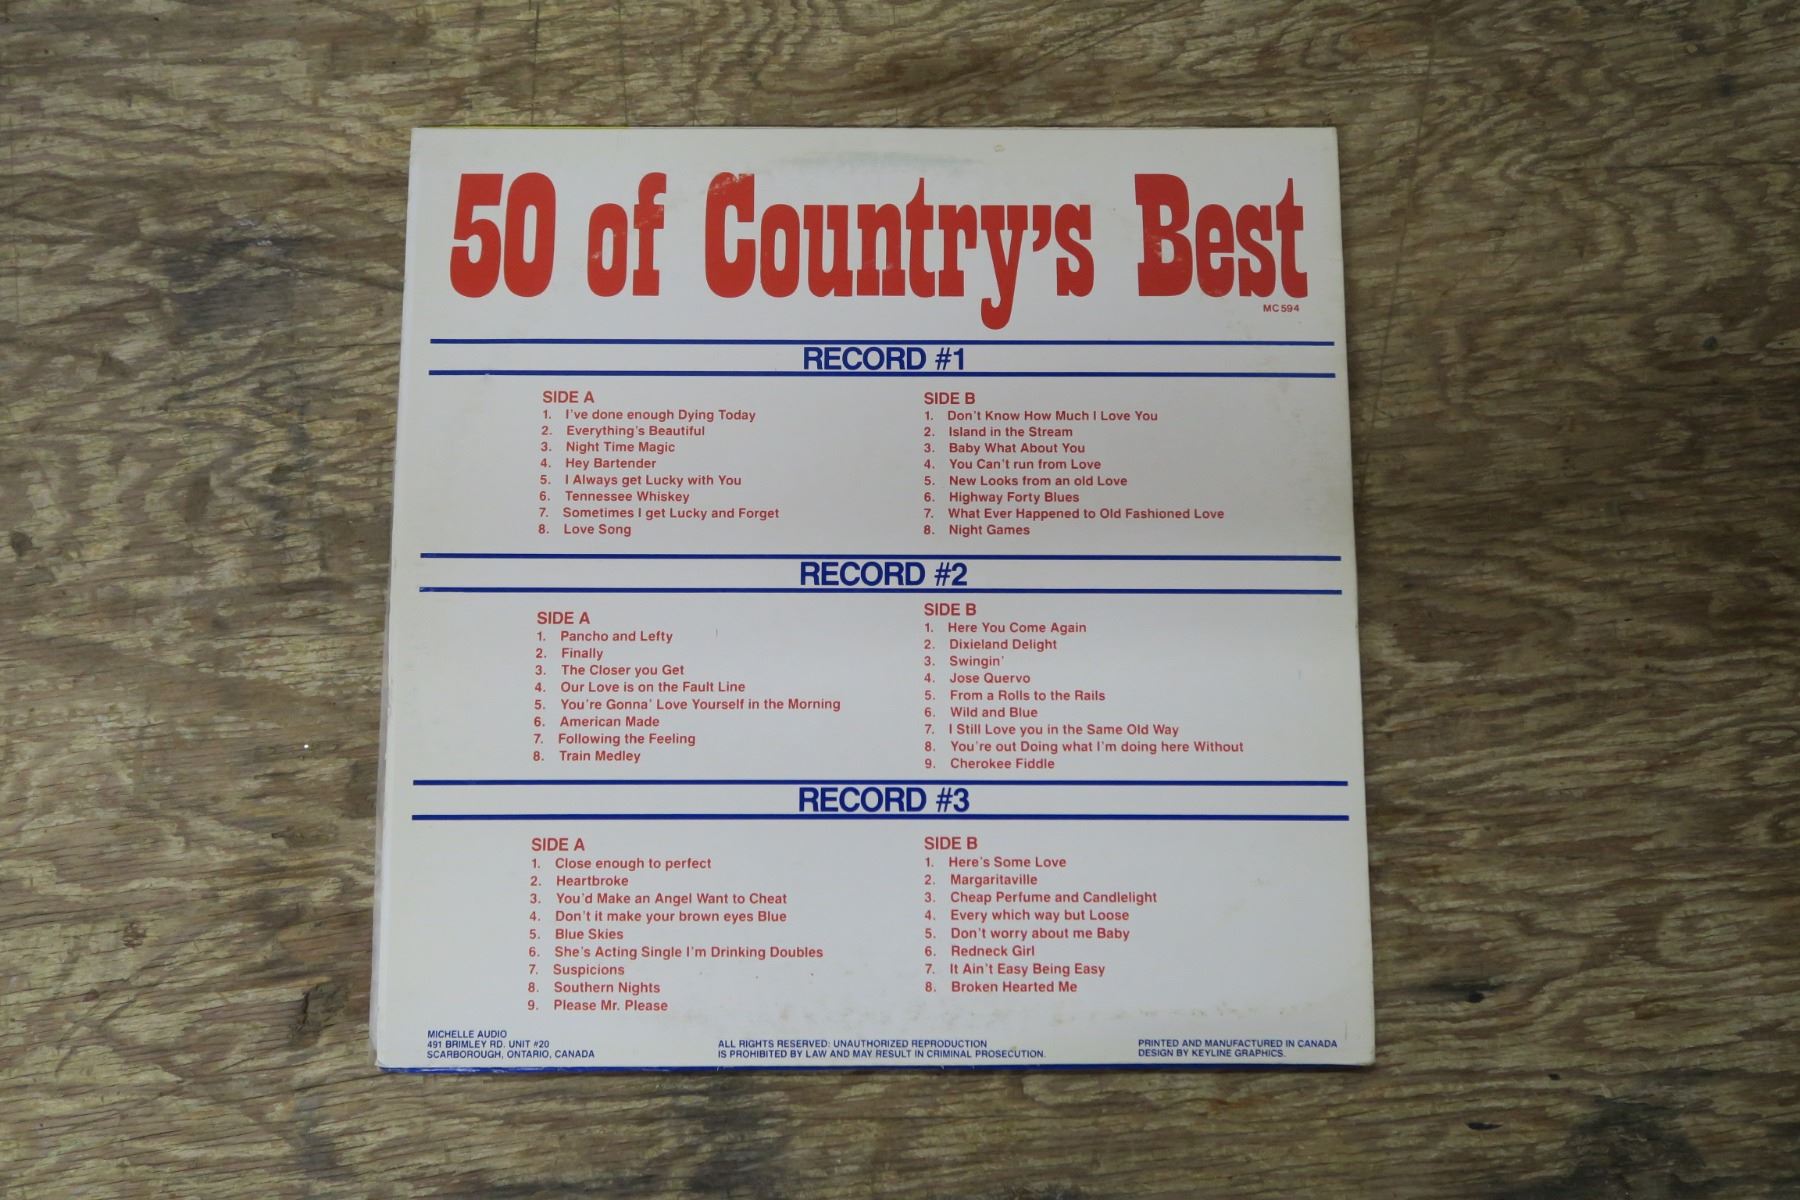 50 of Country's Best
MC594
RECORD #1
SIDE A
1. I've done enough Dying Today
2. Everything's Beautiful
3. Night Time Magic
4. Hey Bartender
5. I Always get Lucky with You
6. Tennessee Whiskey
7. Sometimes I get Lucky and Forget
8. Love Song
SIDE B
1. Don't Know How Much I Love You
2. Island in the Stream
3. Baby What About You
4. You Can't run from Love
5. New Looks from an old Love
6. Highway Forty Blues
7. What Ever Happened to Old Fashioned Love
8. Night Games
RECORD #2
SIDE A
1. Pancho and Lefty
2. Finally
3. The Closer you Get
4. Our Love is on the Fault Line
5. You're Gonna' Love Yourself in the Morning
6. American Made
7. Following the Feeling
8. Train Medley
SIDE B
1. Here You Come Again
2. Dixieland Delight
3. Swingin'
4. Jose Quervo
5. From a Rolls to the Rails
6. Wild and Blue
7. I Still Love you in the Same Old Way
8. You're out Doing what I'm doing here Without
9. Cherokee Fiddle
RECORD #3
SIDE A
1. Close enough to perfect
2. Heartbroke
3. You'd Make an Angel Want to Cheat
4. Don't it make your brown eyes Blue
5. Blue Skies
6. She's Acting Single I'm Drinking Doubles
7. Suspicions
8. Southern Nights
9. Please Mr. Please
SIDE B
1. Here's Some Love
2. Margaritaville
3. Cheap Perfume and Candlelight
4. Every which way but Loose
5. Don't worry about me Baby
6. Redneck Girl
7. It Ain't Easy Being Easy
8. Broken Hearted Me
MICHELLE AUDIO
491 BRIMLEY RD. UNIT #20
SCARBOROUGH, ONTARIO, CANADA
ALL RIGHTS RESERVED: UNAUTHORIZED REPRODUCTION
IS PROHIBITED BY LAW AND MAY RESULT IN CRIMINAL PROSECUTION.
PRINTED AND MANUFACTURED IN CANADA
DESIGN BY KEYLINE GRAPHICS.